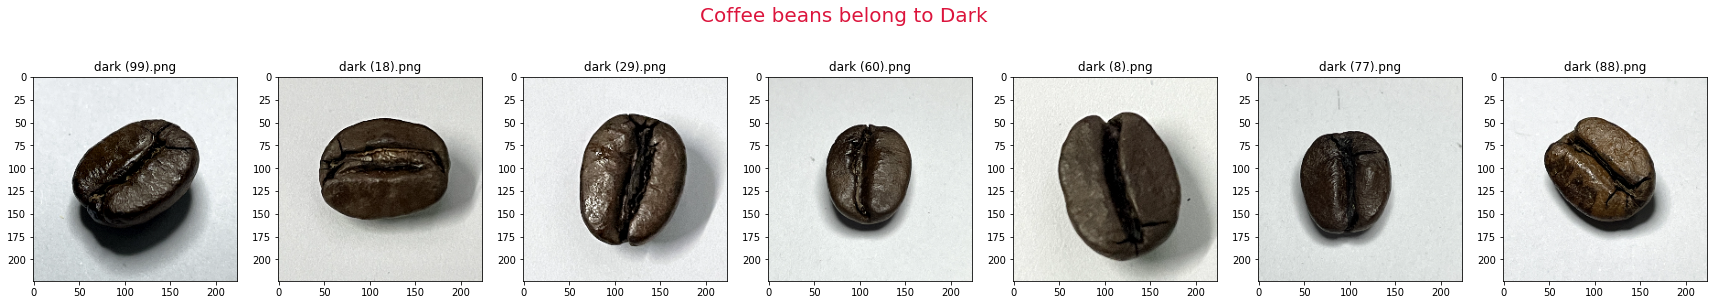 Coffee beans belong to Dark
dark (99).png dark (18).png dark (29).png dark (60).png dark (8).png dark (77).png dark (88).png
0 0 0 0 0 0 0
25 25 25 25 25 25 25
50 50 50 50 50 50 50
75 75 75 75 75 75 75
100 100 100 100 100 100 100
125 125 125 125 125 125 125
150 150 150 150 150 150 150
175 175 175 175 175 175 175
200 200 200 200 200 200 200
0 50 100 150 200 0 50 100 150 200 0 50 100 150 200 0 50 100 150 200 0 50 100 150 200 0 50 100 150 200 0 50 100 150 200